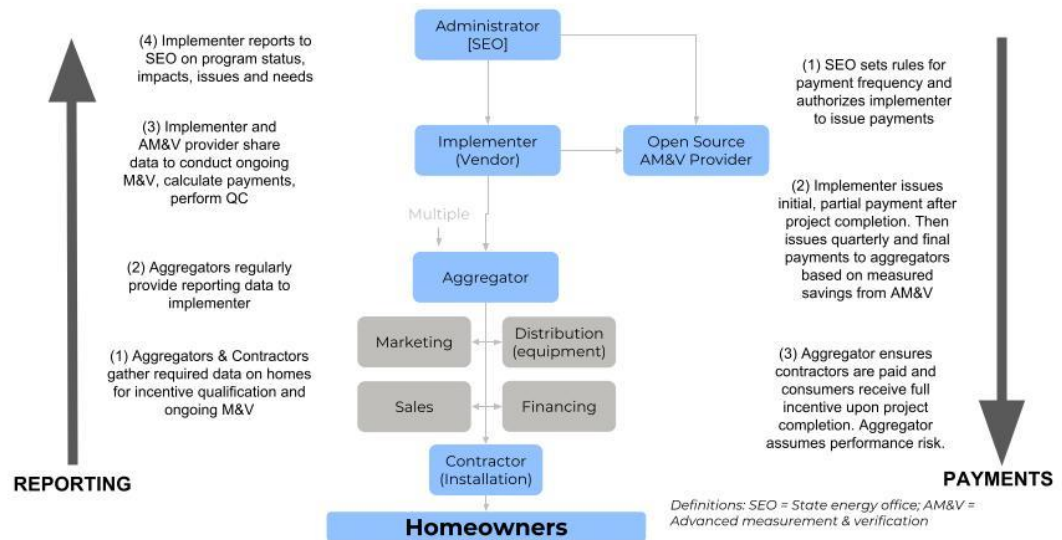 (4) Implementer reports to
SEO on program status,
impacts, issues and needs
(3) Implementer and
AM&V provider share
data to conduct ongoing
M&V, calculate payments,
perform QC
(2) Aggregators regularly
provide reporting data to
implementer
(1) Aggregators & Contractors
gather required data on homes
for incentive qualification and
ongoing M&V
REPORTING
Administrator
[SEO]
Implementer
(Vendor)
Open Source
AM&V Provider
Multiple
Aggregator
Marketing
Distribution
(equipment)
Sales
Financing
Contractor
(Installation)
Homeowners
(1) SEO sets rules for
payment frequency and
authorizes implementer
to issue payments
(2) Implementer issues
initial, partial payment after
project completion. Then
issues quarterly and final
payments to aggregators
based on measured
savings from AM&V
(3) Aggregator ensures
contractors are paid and
consumers receive full
incentive upon project
completion. Aggregator
assumes performance risk.
PAYMENTS
Definitions: SEO = State energy office; AM&V =
Advanced measurement & verification